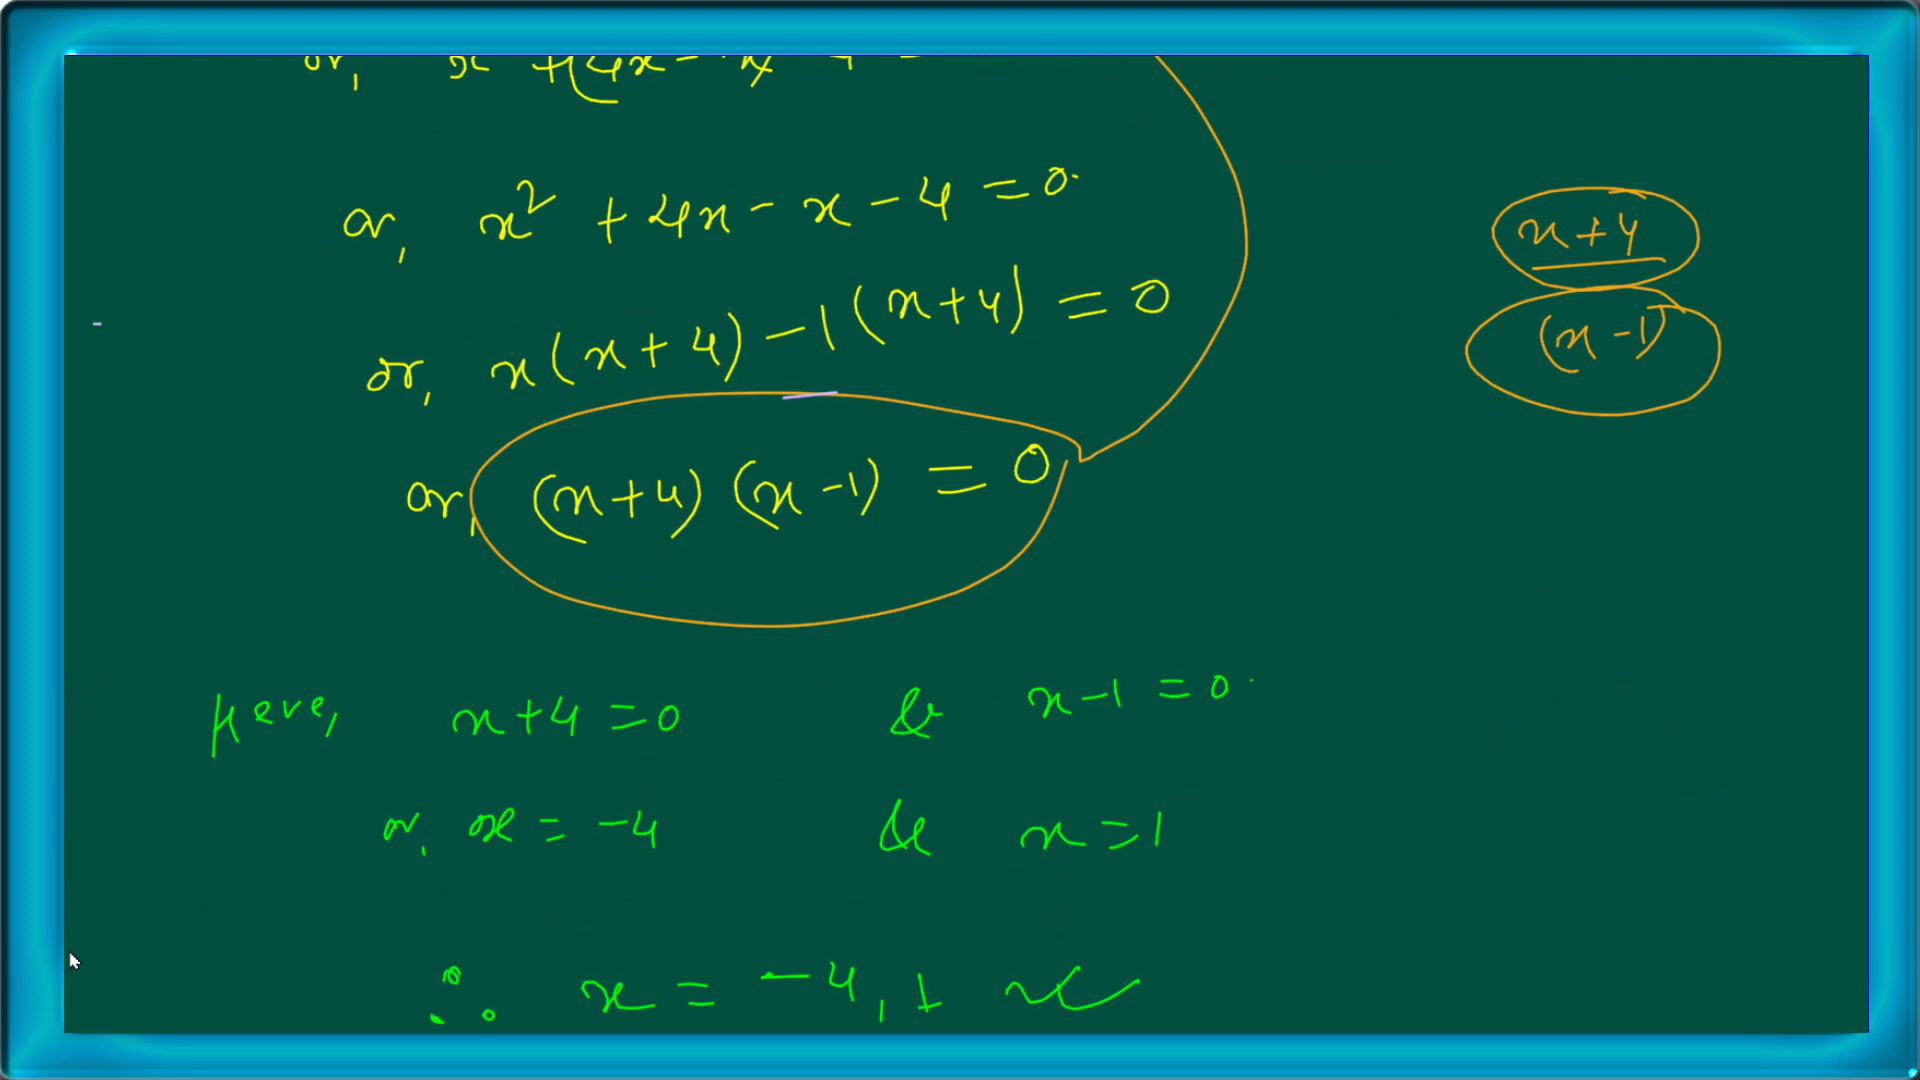 or, x² + 4x - x - 4 = 0
or, x(x+4) - 1(x+4) = 0
or, (x+4) (x-1) = 0
x+4
(x-1)
Here, x+4 = 0 & x-1 = 0
or, x = -4 & x = 1
∴ x = -4, 1